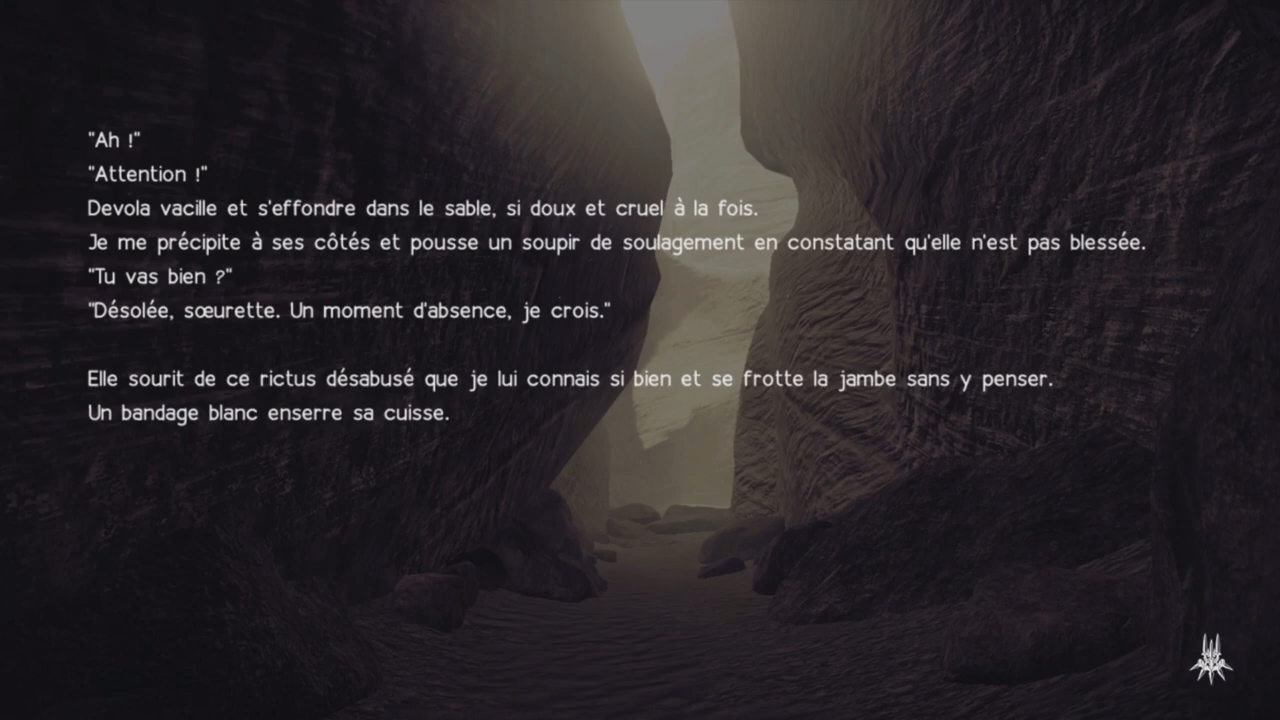 "Ah !"
"Attention !"
Devola vacille et s'effondre dans le sable, si doux et cruel à la fois.
Je me précipite à ses côtés et pousse un soupir de soulagement en constatant qu'elle n'est pas blessée.
"Tu vas bien ?"
"Désolée, sœurette. Un moment d'absence, je crois."
Elle sourit de ce rictus désabusé que je lui connais si bien et se frotte la jambe sans y penser.
Un bandage blanc enserre sa cuisse.